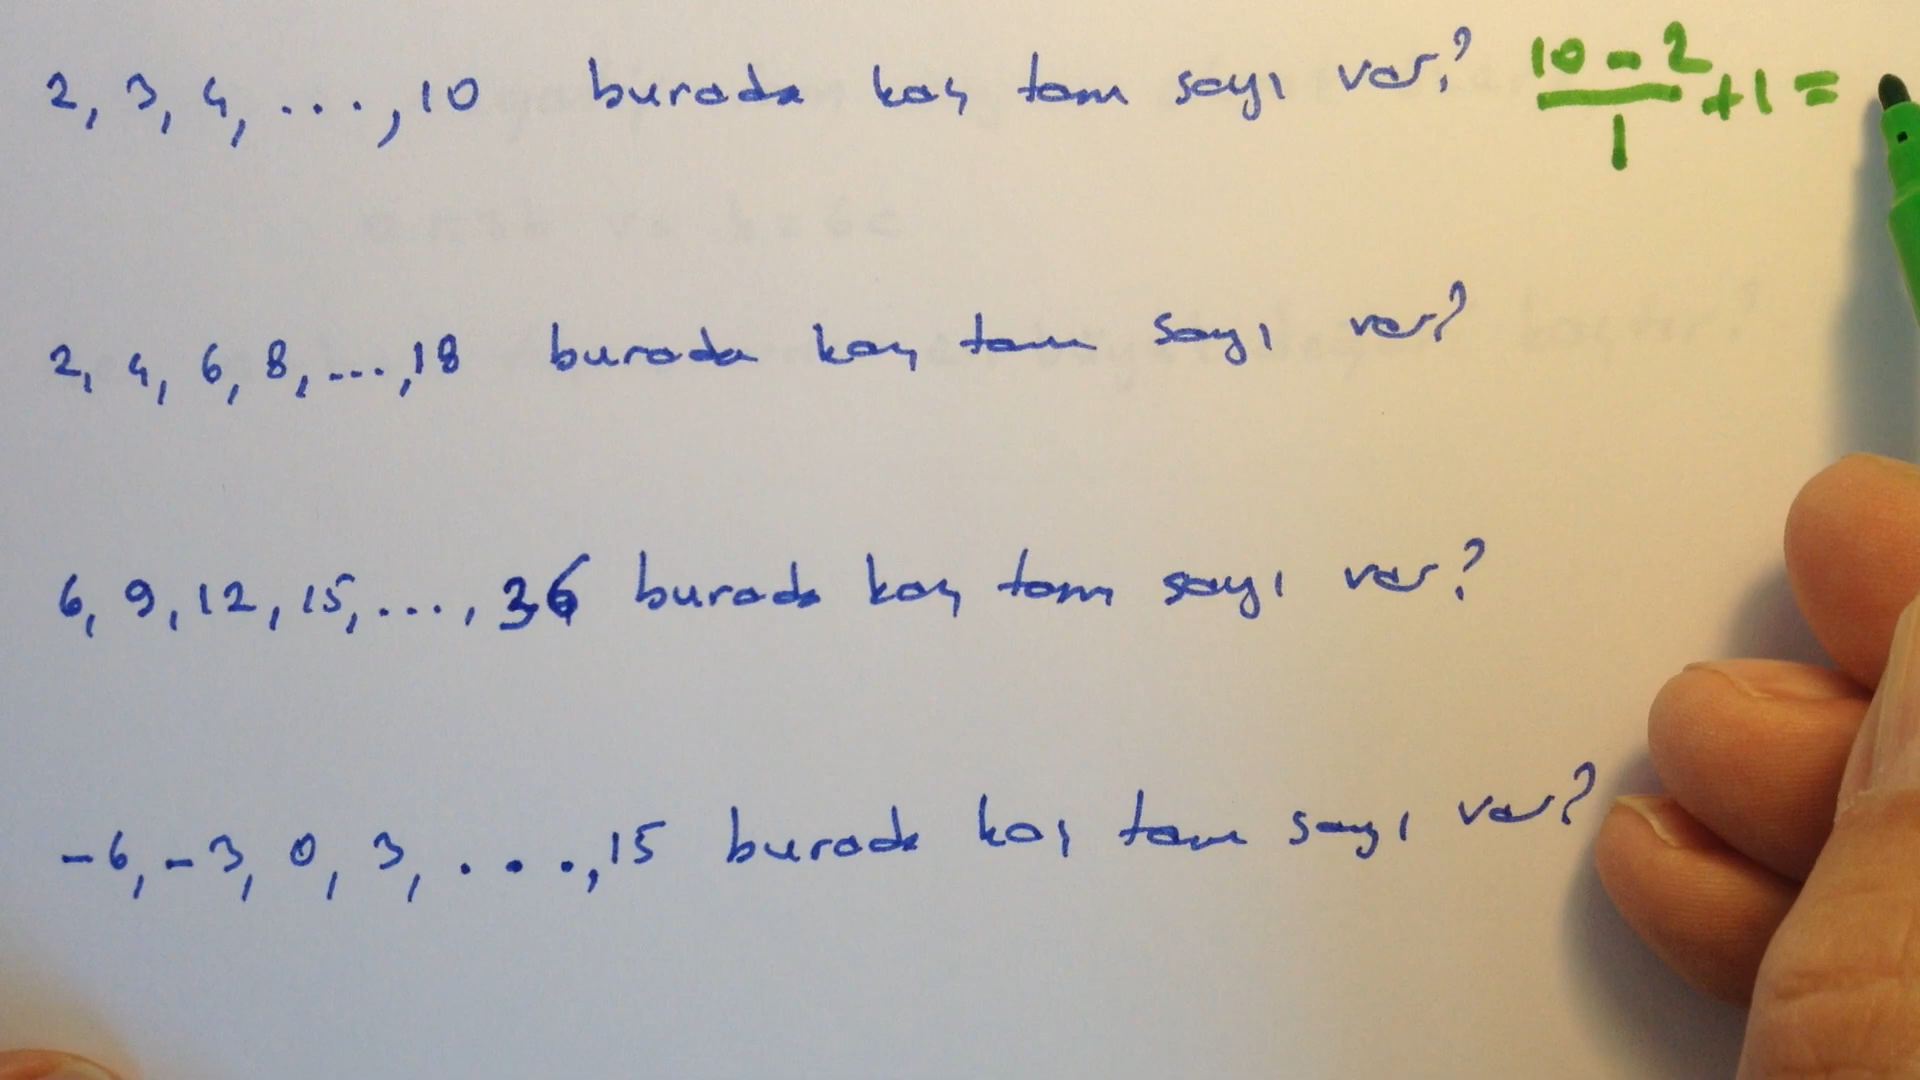 2, 3, 4, ..., 10 burada kaç tam sayı var? 10-2/1 +1 =
2, 4, 6, 8, ..., 18 burada kaç tam sayı var?
6, 9, 12, 15, ..., 36 burada kaç tam sayı var?
-6, -3, 0, 3, ..., 15 burada kaç tam sayı var?